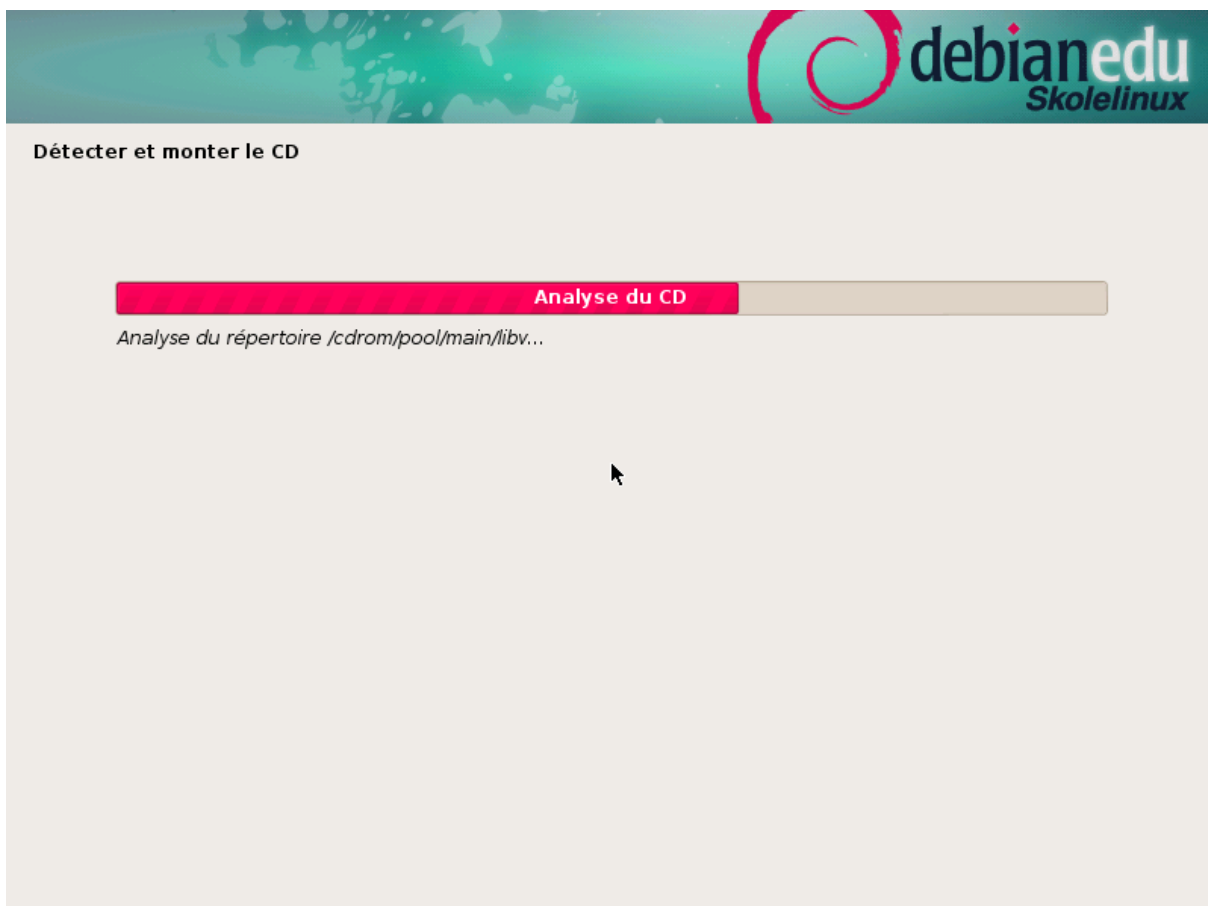 debianedu
Skolelinux
Détecter et monter le CD
Analyse du CD
Analyse du répertoire /cdrom/pool/main/libv...